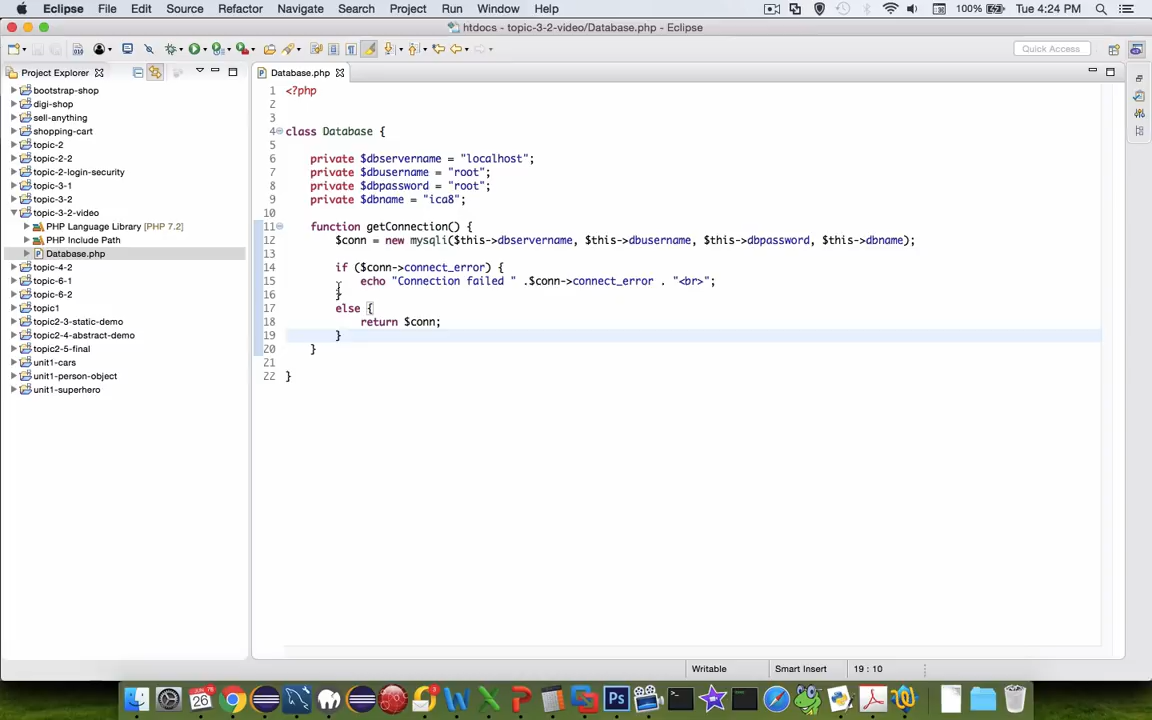 Eclipse File Edit Source Refactor Navigate Search Project Run Window Help 100% Tue 4:24 PM
htdocs - topic-3-2-video/Database.php - Eclipse
Quick Access
Project Explorer
bootstrap-shop
digi-shop
sell-anything
shopping-cart
topic-2
topic-2-2
topic-2-login-security
topic-3-1
topic-3-2
topic-3-2-video
PHP Language Library [PHP 7.2]
PHP Include Path
Database.php
topic-4-2
topic-6-1
topic-6-2
topic1
topic2-3-static-demo
topic2-4-abstract-demo
topic2-5-final
unit1-cars
unit1-person-object
unit1-superhero
Database.php
1 <?php
2
3
4 class Database {
5
6 private $dbservername = "localhost";
7 private $dbusername = "root";
8 private $dbpassword = "root";
9 private $dbname = "ica8";
10
11 function getConnection() {
12 $conn = new mysqli($this->dbservername, $this->dbusername, $this->dbpassword, $this->dbname);
13
14 if ($conn->connect_error) {
15 echo "Connection failed " .$conn->connect_error . "<br>";
16 }
17 else {
18 return $conn;
19 }
20 }
21
22 }
Writable Smart Insert 19 : 10
26